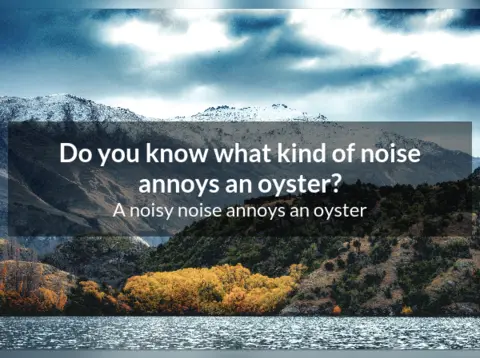 Do you know what kind of noise
annoys an oyster?
A noisy noise annoys an oyster